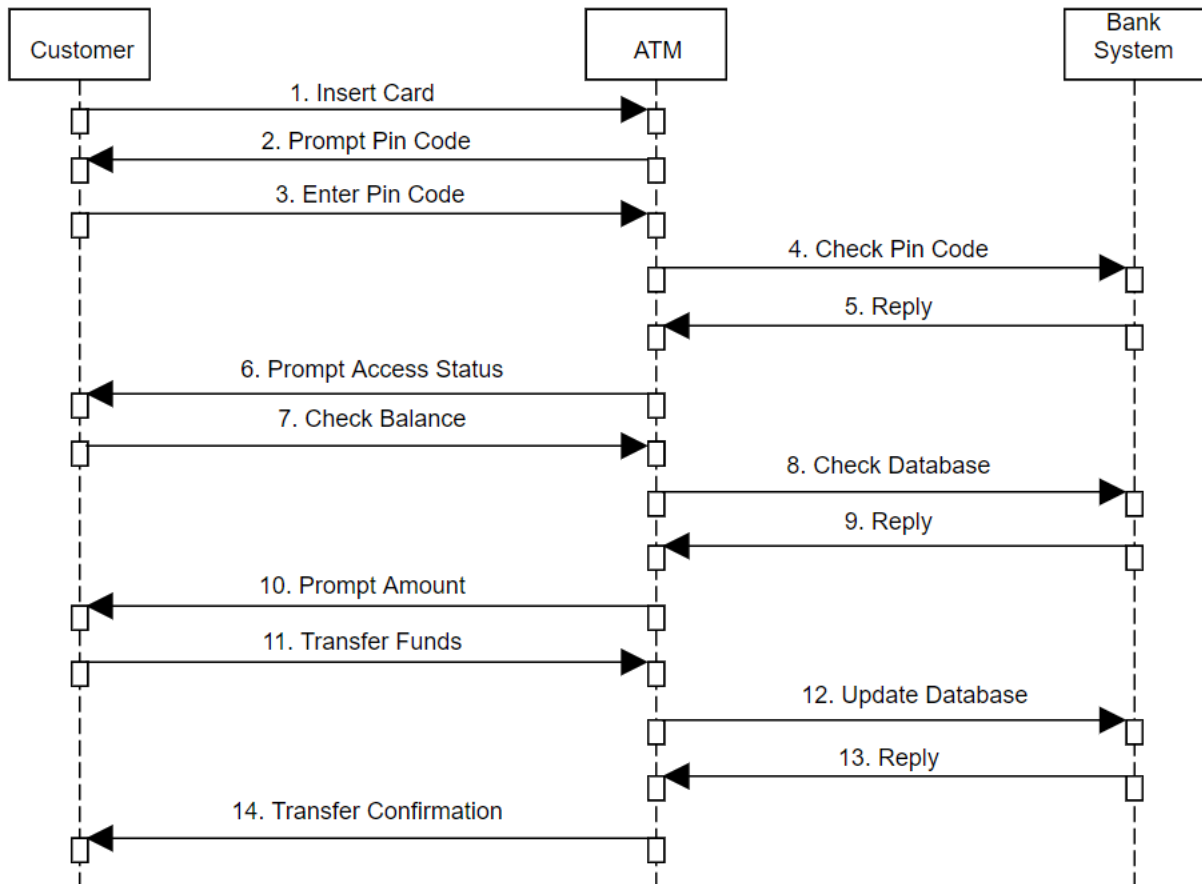 Customer
ATM
Bank
System
1. Insert Card
2. Prompt Pin Code
3. Enter Pin Code
4. Check Pin Code
5. Reply
6. Prompt Access Status
7. Check Balance
8. Check Database
9. Reply
10. Prompt Amount
11. Transfer Funds
12. Update Database
13. Reply
14. Transfer Confirmation